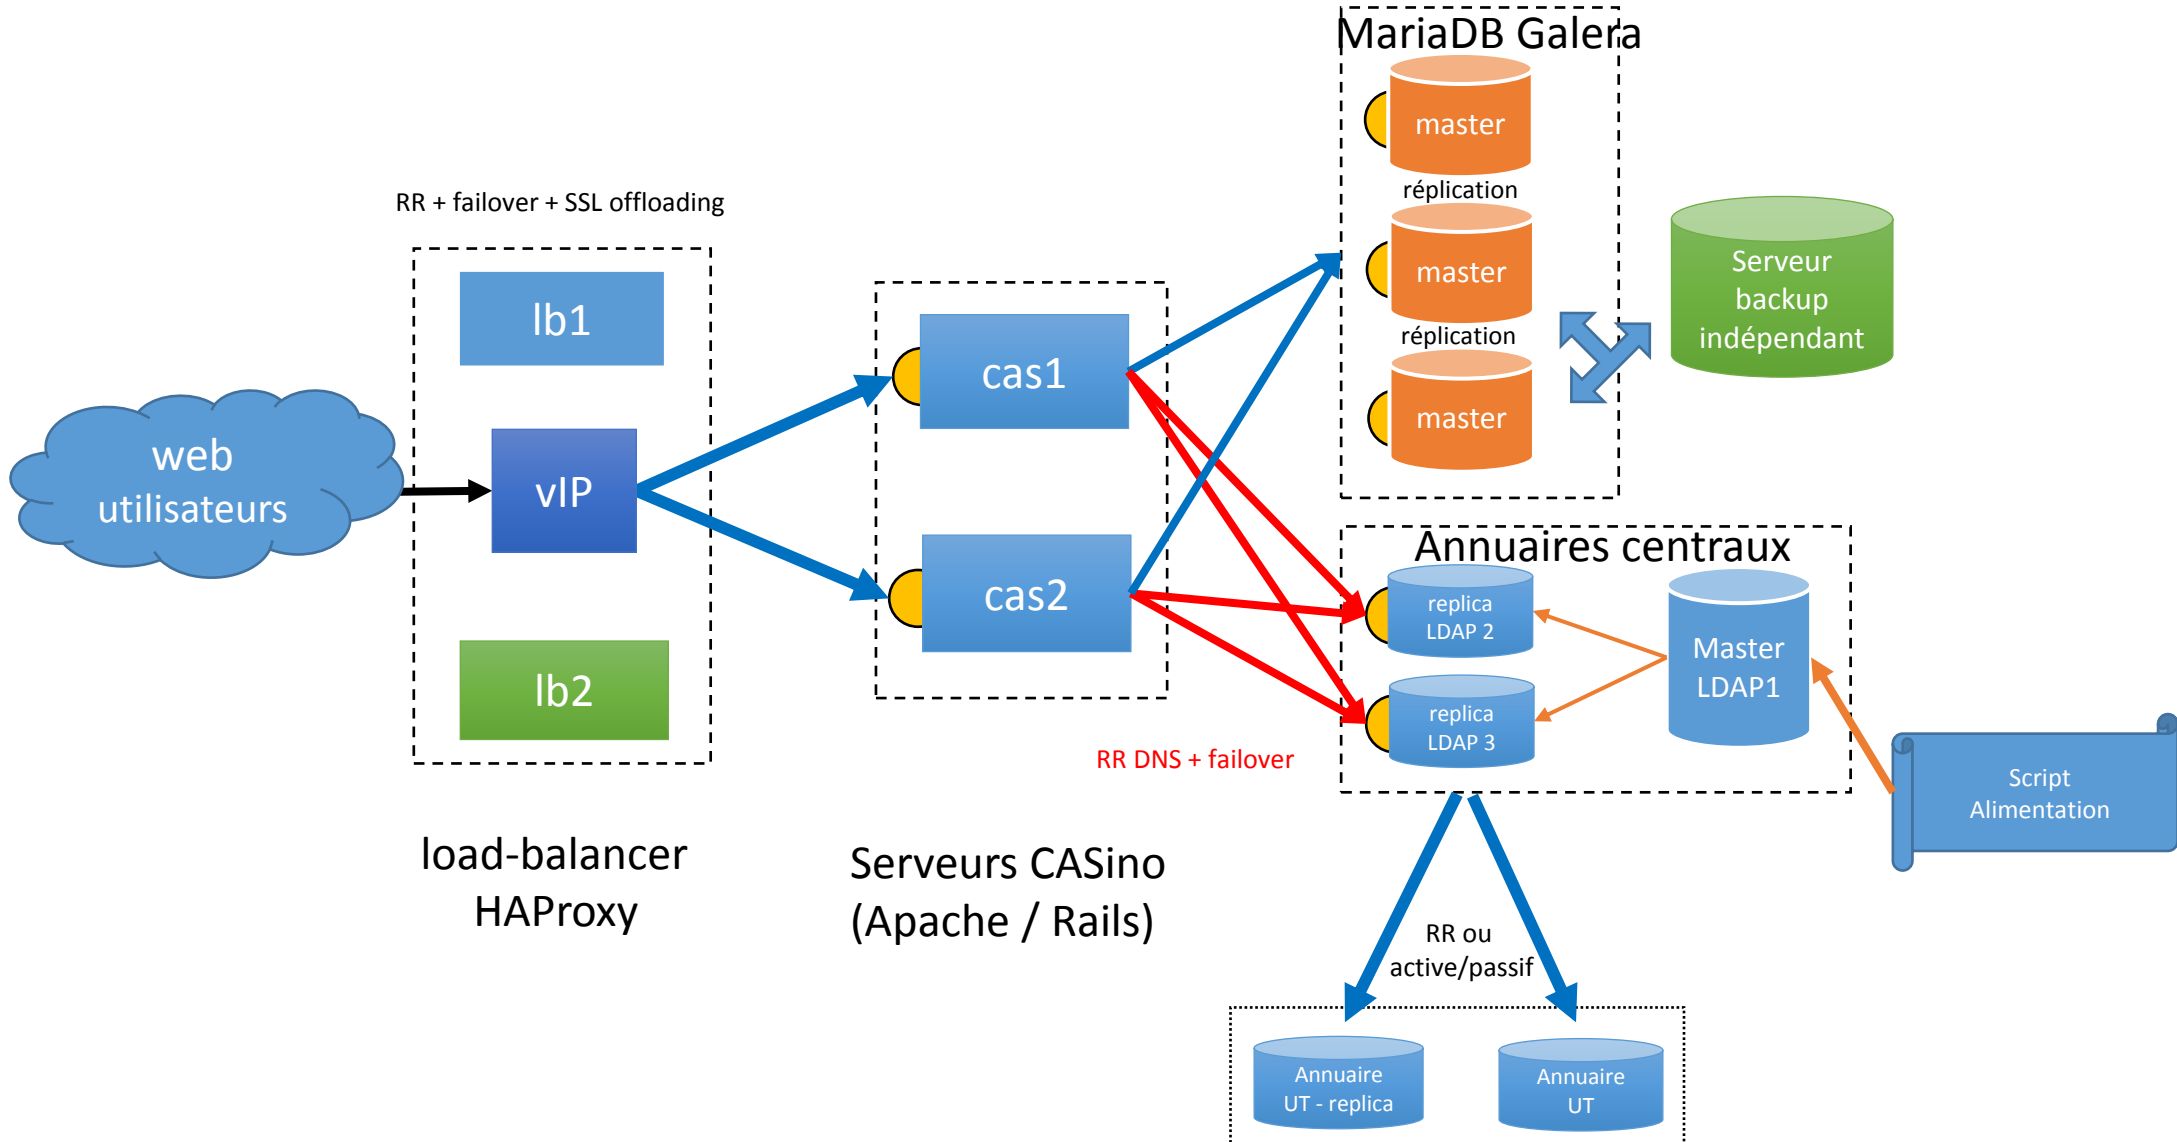 MariaDB Galera
master
réplication
master
réplication
master
RR + failover + SSL offloading
lb1
vIP
lb2
web
utilisateurs
cas1
cas2
Serveur
backup
indépendant
Annuaires centraux
replica
LDAP 2
replica
LDAP 3
Master
LDAP1
RR DNS + failover
Script
Alimentation
load-balancer
HAProxy
Serveurs CASino
(Apache / Rails)
RR ou
active/passif
Annuaire
UT - replica
Annuaire
UT